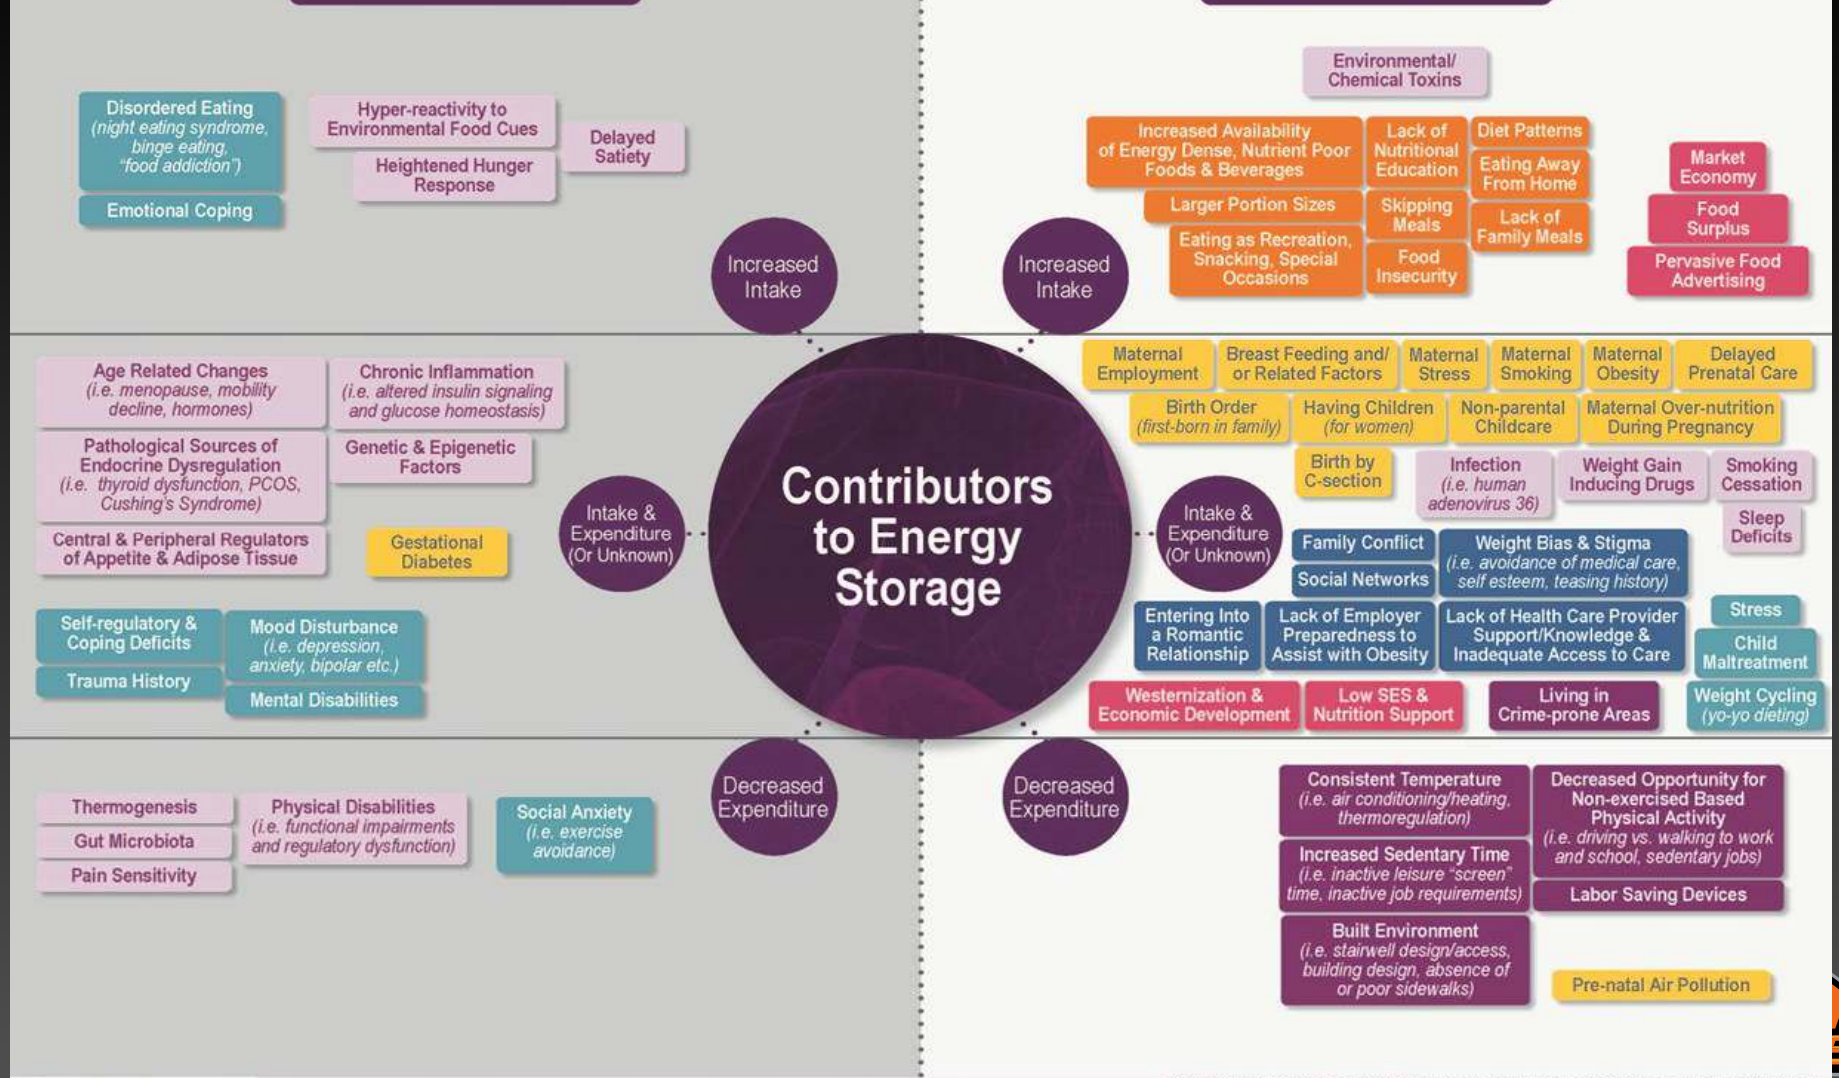 Disordered Eating
(night eating syndrome,
binge eating,
"food addiction")
Emotional Coping
Hyper-reactivity to
Environmental Food Cues
Heightened Hunger
Response
Delayed
Satiety
Increased
Intake
Environmental/
Chemical Toxins
Increased Availability
of Energy Dense, Nutrient Poor
Foods & Beverages
Larger Portion Sizes
Eating as Recreation,
Snacking, Special
Occasions
Lack of
Nutritional
Education
Skipping
Meals
Food
Insecurity
Diet Patterns
Eating Away
From Home
Lack of
Family Meals
Market
Economy
Food
Surplus
Pervasive Food
Advertising
Increased
Intake
Age Related Changes
(i.e. menopause, mobility
decline, hormones)
Chronic Inflammation
(i.e. altered insulin signaling
and glucose homeostasis)
Pathological Sources of
Endocrine Dysregulation
(i.e. thyroid dysfunction, PCOS,
Cushing's Syndrome)
Genetic & Epigenetic
Factors
Central & Peripheral Regulators
of Appetite & Adipose Tissue
Gestational
Diabetes
Self-regulatory &
Coping Deficits
Trauma History
Mood Disturbance
(i.e. depression,
anxiety, bipolar etc.)
Mental Disabilities
Intake &
Expenditure
(Or Unknown)
Contributors
to Energy
Storage
Intake &
Expenditure
(Or Unknown)
Maternal
Employment
Breast Feeding and/
or Related Factors
Maternal
Stress
Maternal
Smoking
Maternal
Obesity
Delayed
Prenatal Care
Birth Order
(first-born in family)
Having Children
(for women)
Non-parental
Childcare
Maternal Over-nutrition
During Pregnancy
Birth by
C-section
Infection
(i.e. human
adenovirus 36)
Weight Gain
Inducing Drugs
Smoking
Cessation
Sleep
Deficits
Family Conflict
Social Networks
Weight Bias & Stigma
(i.e. avoidance of medical care,
self esteem, teasing history)
Entering Into
a Romantic
Relationship
Lack of Employer
Preparedness to
Assist with Obesity
Lack of Health Care Provider
Support/Knowledge &
Inadequate Access to Care
Stress
Child
Maltreatment
Weight Cycling
(yo-yo dieting)
Westernization &
Economic Development
Low SES &
Nutrition Support
Living in
Crime-prone Areas
Thermogenesis
Gut Microbiota
Pain Sensitivity
Physical Disabilities
(i.e. functional impairments
and regulatory dysfunction)
Social Anxiety
(i.e. exercise
avoidance)
Decreased
Expenditure
Decreased
Expenditure
Consistent Temperature
(i.e. air conditioning/heating,
thermoregulation)
Increased Sedentary Time
(i.e. inactive leisure "screen"
time, inactive job requirements)
Built Environment
(i.e. stairwell design/access,
building design, absence of
or poor sidewalks)
Decreased Opportunity for
Non-exercised Based
Physical Activity
(i.e. driving vs. walking to work
and school, sedentary jobs)
Labor Saving Devices
Pre-natal Air Pollution